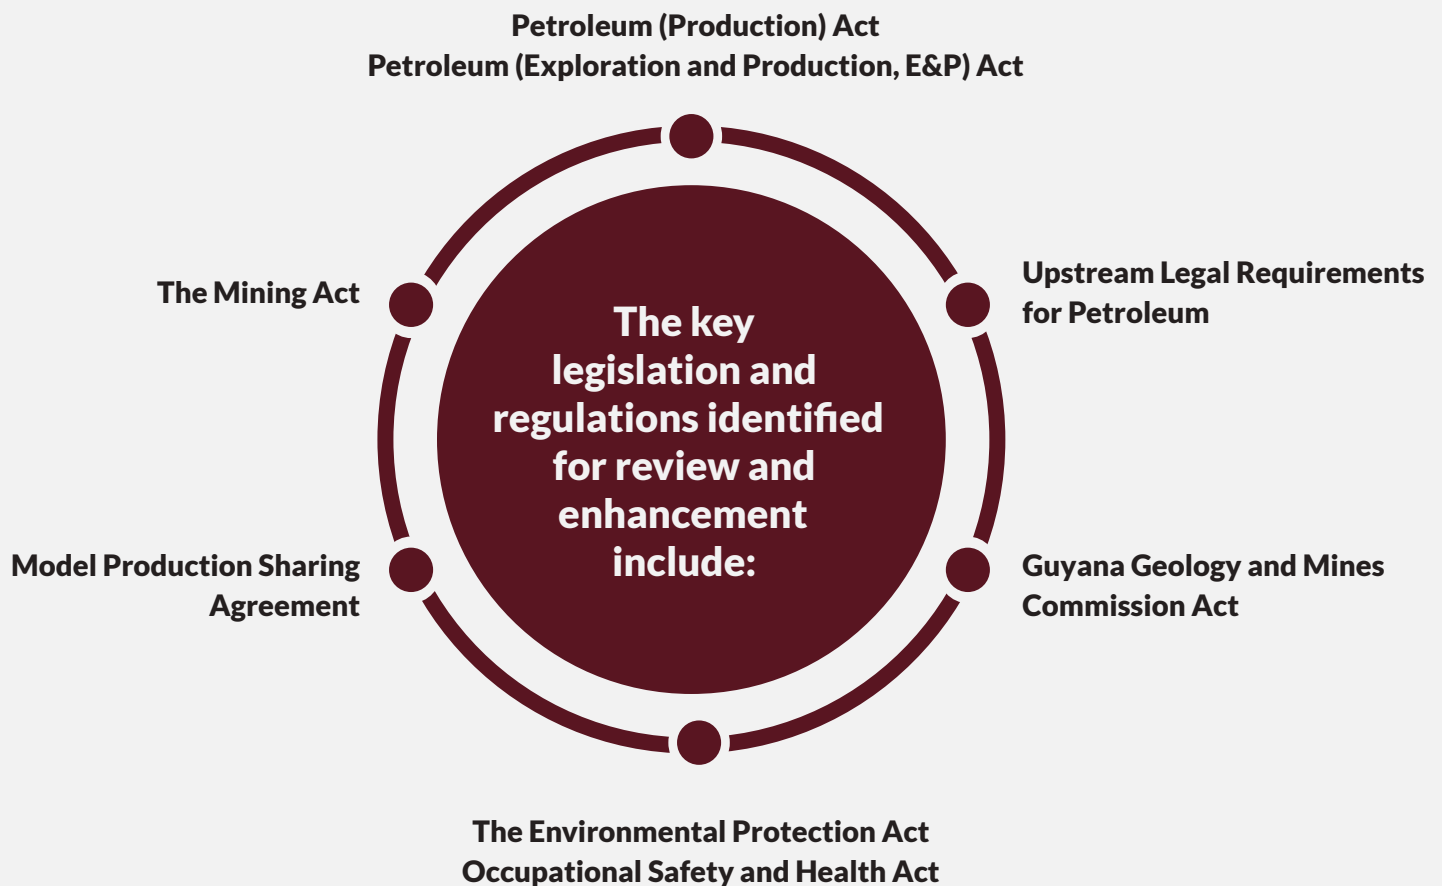 Petroleum (Production) Act
Petroleum (Exploration and Production, E&P) Act
Upstream Legal Requirements
for Petroleum
The Mining Act
The key
legislation and
regulations identified
for review and
enhancement
include:
Model Production Sharing
Agreement
Guyana Geology and Mines
Commission Act
The Environmental Protection Act
Occupational Safety and Health Act